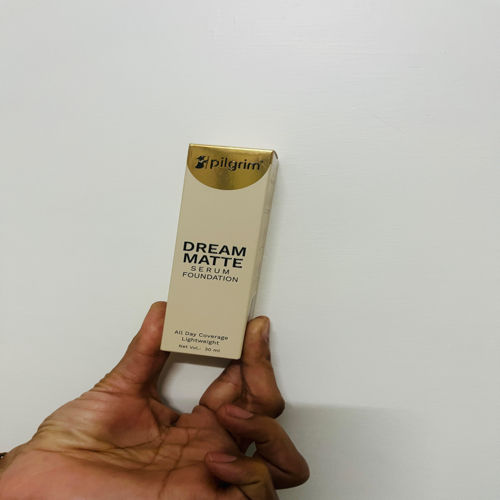 pilgrim
DREAM
MATTE
SERUM
FOUNDATION
All Day Coverage
Lightweight
Net Vol.: 30 ml